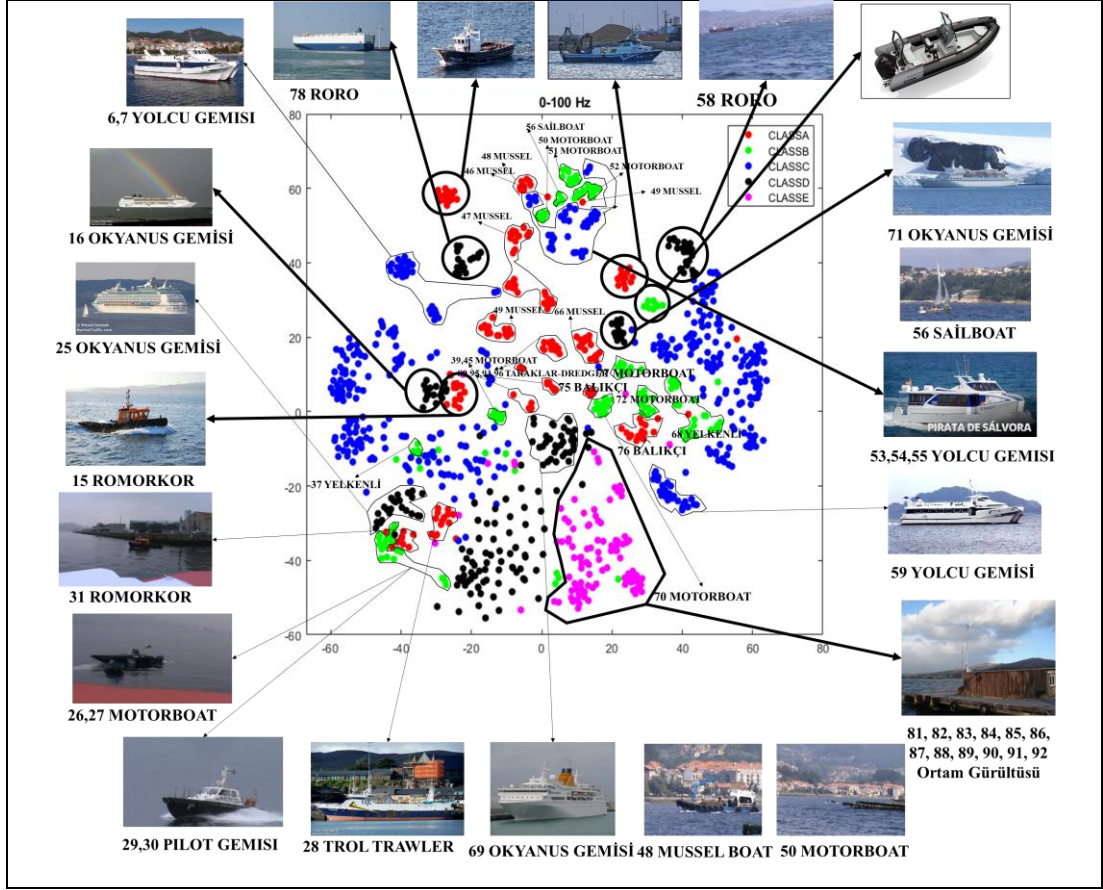 78 RORO
58 RORO
6,7 YOLCU GEMISI
0-100 Hz
CLASSA
CLASSB
CLASSC
CLASSD
CLASSE
56 SAİLBOAT
50 MOTORBOAT
51 MOTORBOAT
52 MOTORBOAT
48 MUSSEL
46 MUSSEL
49 MUSSEL
47 MUSSEL
16 OKYANUS GEMİSİ
71 OKYANUS GEMİSİ
25 OKYANUS GEMİSİ
56 SAİLBOAT
49 MUSSEL
66 MUSSEL
39,45 MOTORBOAT
96 TARAKLAR-DREDGER
MOTORBOAT
75 BALIKÇI
72 MOTORBOAT
68 YELKENLİ
76 BALIKÇI
37 YELKENLİ
PIRATA DE SÁLVORA
53,54,55 YOLCU GEMISI
15 ROMORKOR
59 YOLCU GEMİSİ
31 ROMORKOR
70 MOTORBOAT
80
60
40
20
0
-20
-40
-60
-60
-40
-20
0
20
40
60
80
26,27 MOTORBOAT
81, 82, 83, 84, 85, 86,
87, 88, 89, 90, 91, 92
Ortam Gürültüsü
29,30 PILOT GEMISI
28 TROL TRAWLER
69 OKYANUS GEMİSİ
48 MUSSEL BOAT
50 MOTORBOAT